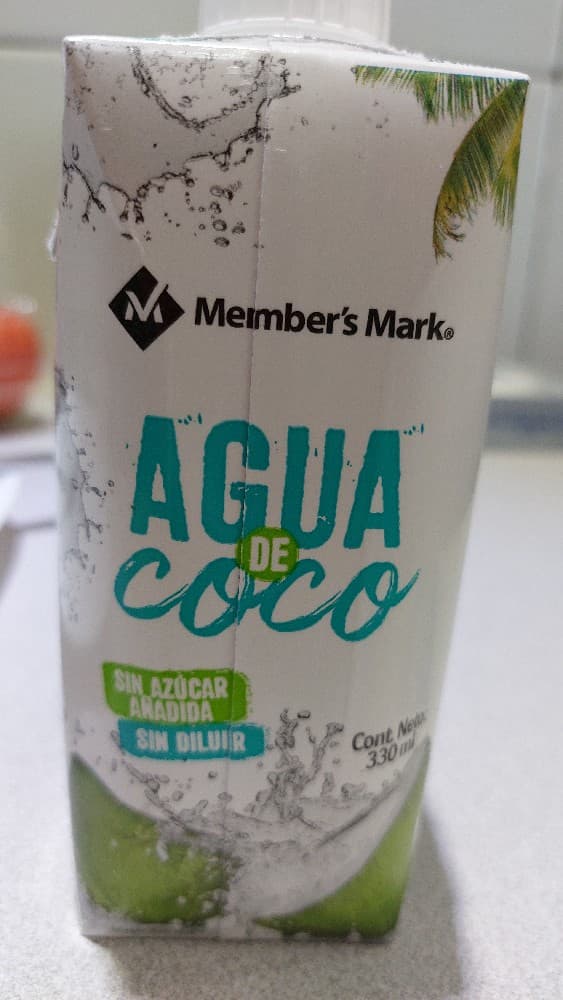 Member's Mark®
AGUA
DE
coco
SIN AZÚCAR
AÑADIDA
SIN DILUIR
Cont. Neto.
330 ml